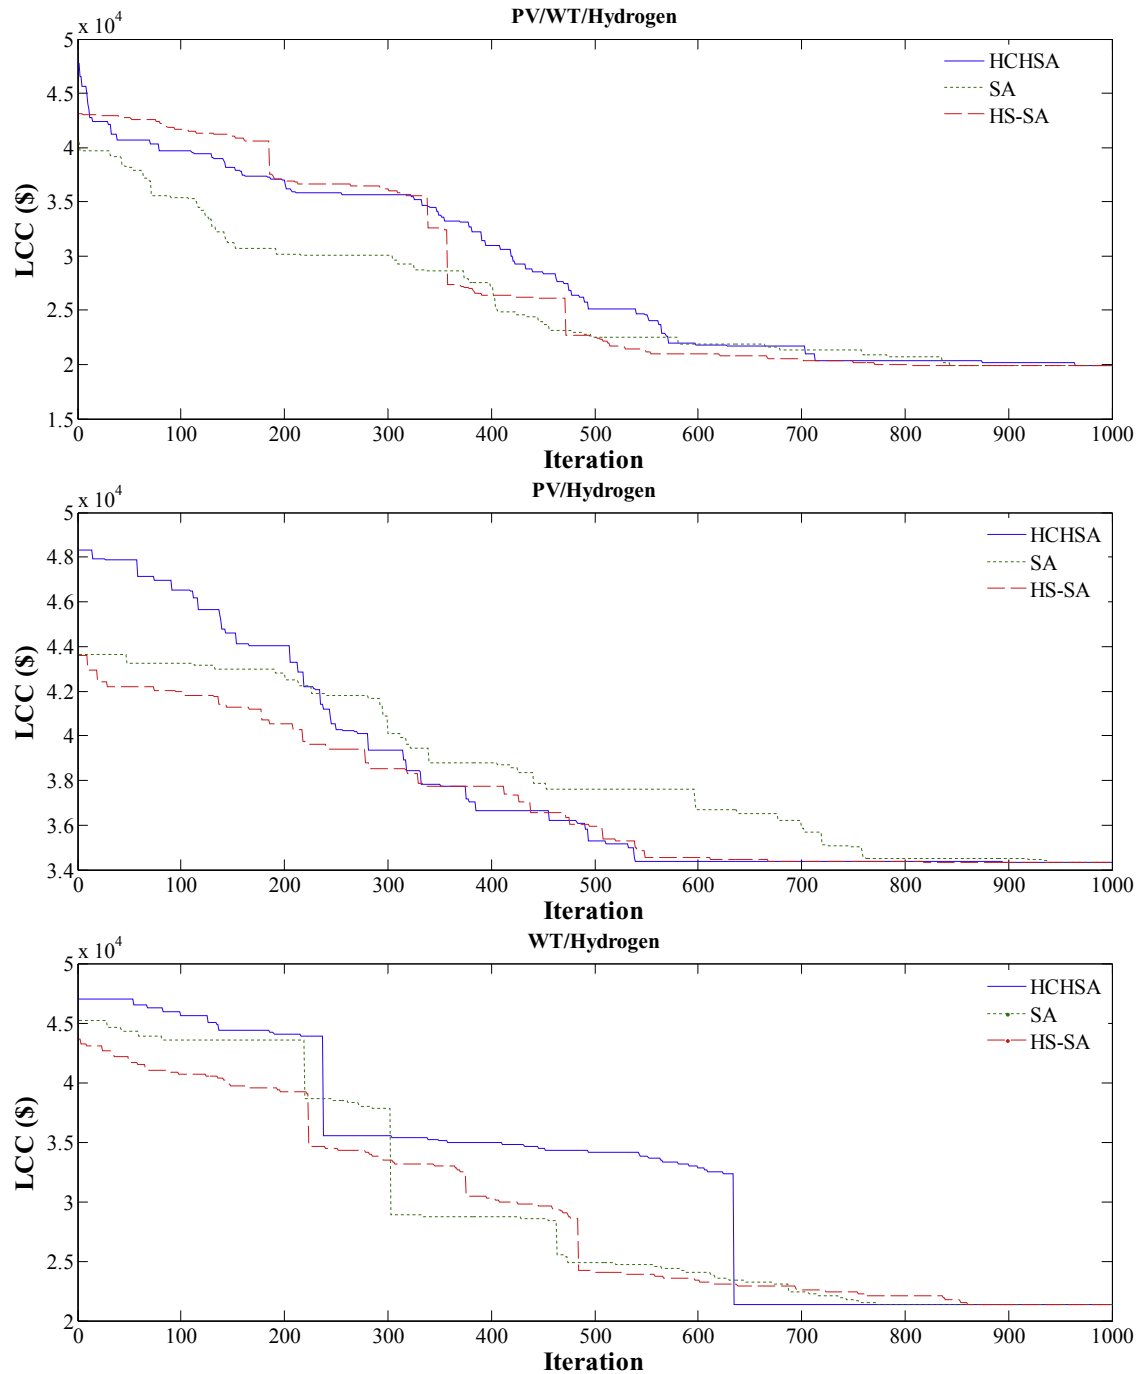 PV/WT/Hydrogen
x 10^4
5
4.5
4
3.5
3
2.5
2
1.5
LCC ($)
HCHSA
SA
HS-SA
0 100 200 300 400 500 600 700 800 900 1000
Iteration
PV/Hydrogen
x 10^4
5
4.8
4.6
4.4
4.2
4
3.8
3.6
3.4
LCC ($)
HCHSA
SA
HS-SA
0 100 200 300 400 500 600 700 800 900 1000
Iteration
WT/Hydrogen
x 10^4
5
4.5
4
3.5
3
2.5
2
LCC ($)
HCHSA
SA
HS-SA
0 100 200 300 400 500 600 700 800 900 1000
Iteration